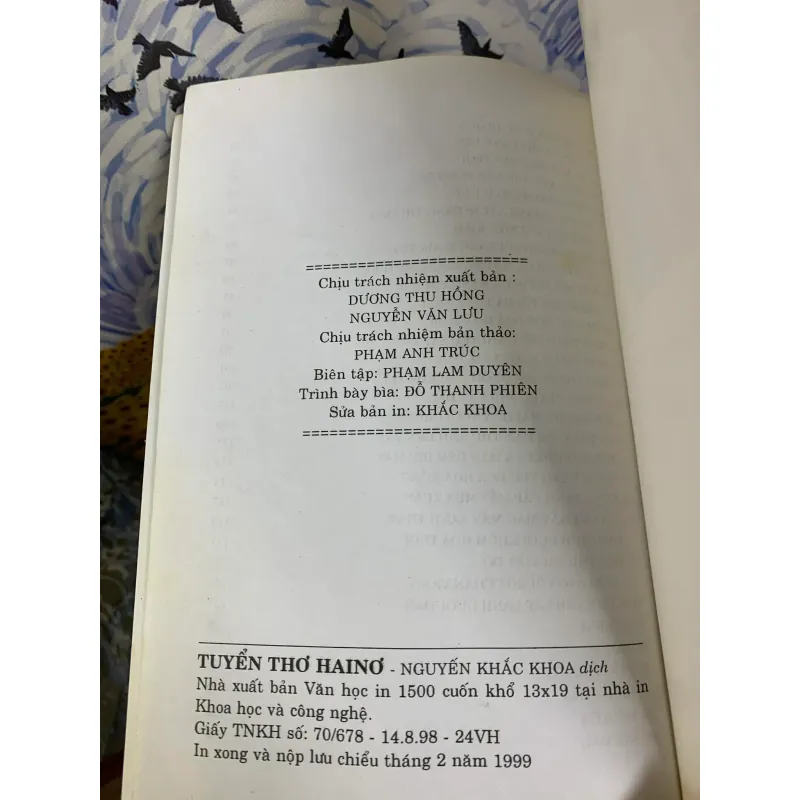 ==============================
Chịu trách nhiệm xuất bản :
DƯƠNG THU HỒNG
NGUYỄN VĂN LƯU
Chịu trách nhiệm bản thảo:
PHẠM ANH TRÚC
Biên tập: PHẠM LAM DUYÊN
Trình bày bìa: ĐỖ THANH PHIÊN
Sửa bản in: KHẮC KHOA
==============================
TUYỂN THƠ HAINƠ - NGUYỄN KHẮC KHOA dịch
Nhà xuất bản Văn học in 1500 cuốn khổ 13x19 tại nhà in
Khoa học và công nghệ.
Giấy TNKH số: 70/678 - 14.8.98 - 24VH
In xong và nộp lưu chiểu tháng 2 năm 1999